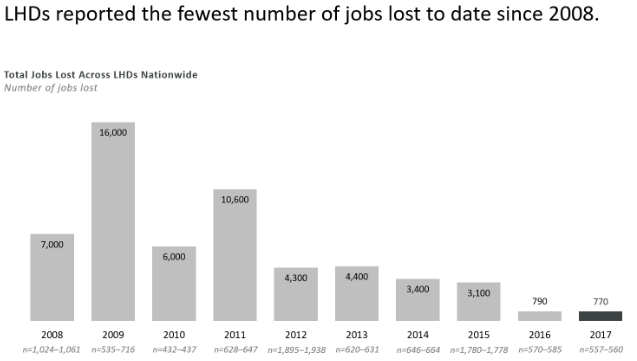 LHDs reported the fewest number of jobs lost to date since 2008.
Total Jobs Lost Across LHDs Nationwide
Number of jobs lost
16,000
10,600
7,000
6,000
4,300
4,400
3,400
3,100
790
770
2008 2009 2010 2011 2012 2013 2014 2015 2016 2017
n=1,024–1,061 n=535–716 n=432–437 n=628–647 n=1,895–1,938 n=620–631 n=646–664 n=1,780–1,778 n=570–585 n=557–560